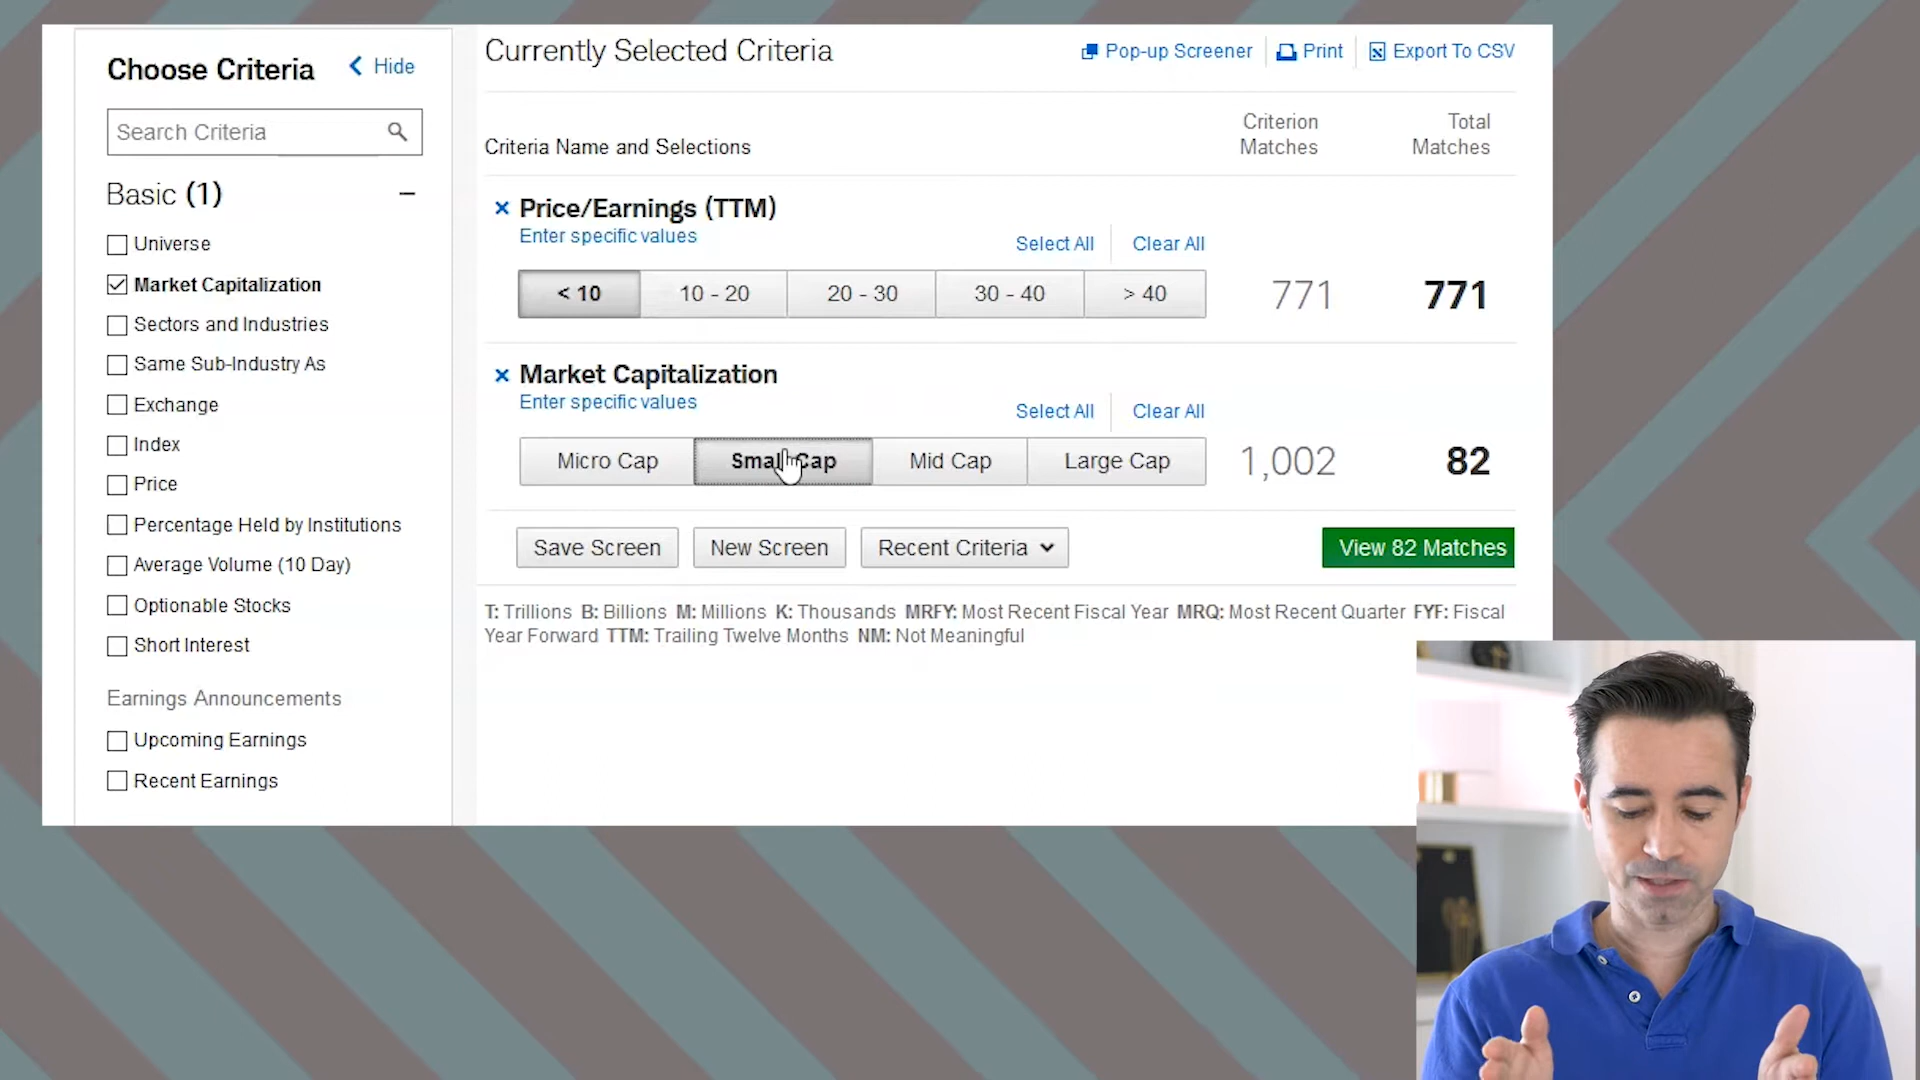 Choose Criteria
Hide
Search Criteria
Basic (1)
Universe
Market Capitalization
Sectors and Industries
Same Sub-Industry As
Exchange
Index
Price
Percentage Held by Institutions
Average Volume (10 Day)
Optionable Stocks
Short Interest
Earnings Announcements
Upcoming Earnings
Recent Earnings
Currently Selected Criteria
Pop-up Screener
Print
Export To CSV
Criteria Name and Selections
Criterion
Matches
Total
Matches
Price/Earnings (TTM)
Enter specific values
Select All
Clear All
< 10
10 - 20
20 - 30
30 - 40
> 40
771
771
Market Capitalization
Enter specific values
Select All
Clear All
Micro Cap
Small Cap
Mid Cap
Large Cap
1,002
82
Save Screen
New Screen
Recent Criteria
View 82 Matches
T: Trillions B: Billions M: Millions K: Thousands MRFY: Most Recent Fiscal Year MRQ: Most Recent Quarter FYF: Fiscal
Year Forward TTM: Trailing Twelve Months NM: Not Meaningful